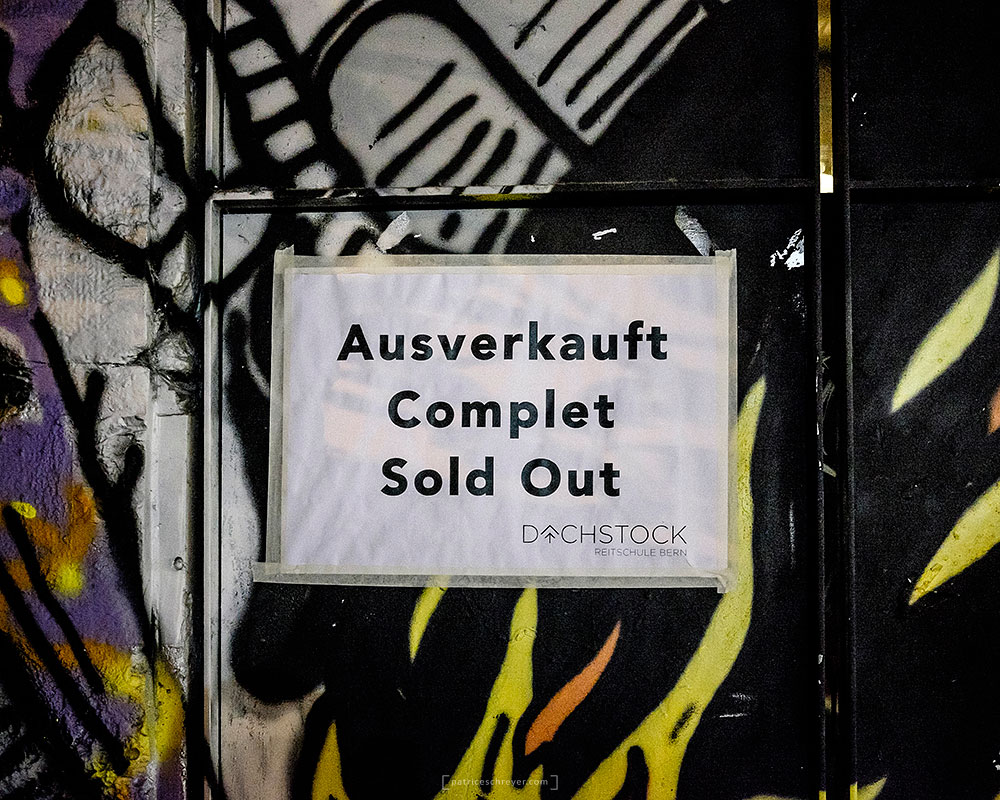 Ausverkauft
Complet
Sold Out
DACHSTOCK
REITSCHULE BERN
[patriceschreyer.com]